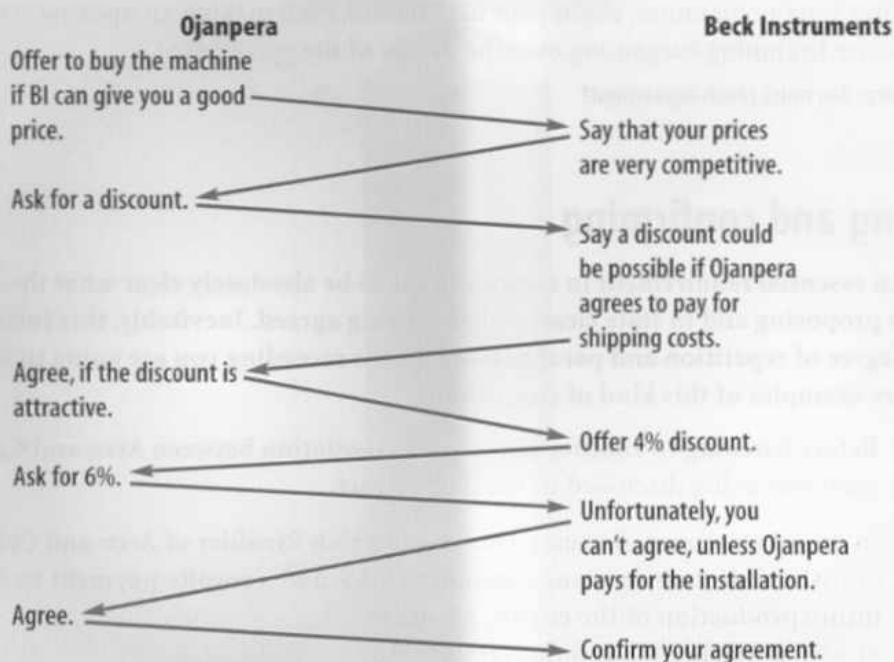 Ojanpera
Beck Instruments
Offer to buy the machine
if BI can give you a good
price.
Say that your prices
are very competitive.
Ask for a discount.
Say a discount could
be possible if Ojanpera
agrees to pay for
shipping costs.
Agree, if the discount is
attractive.
Offer 4% discount.
Ask for 6%.
Unfortunately, you
can't agree, unless Ojanpera
pays for the installation.
Agree.
Confirm your agreement.